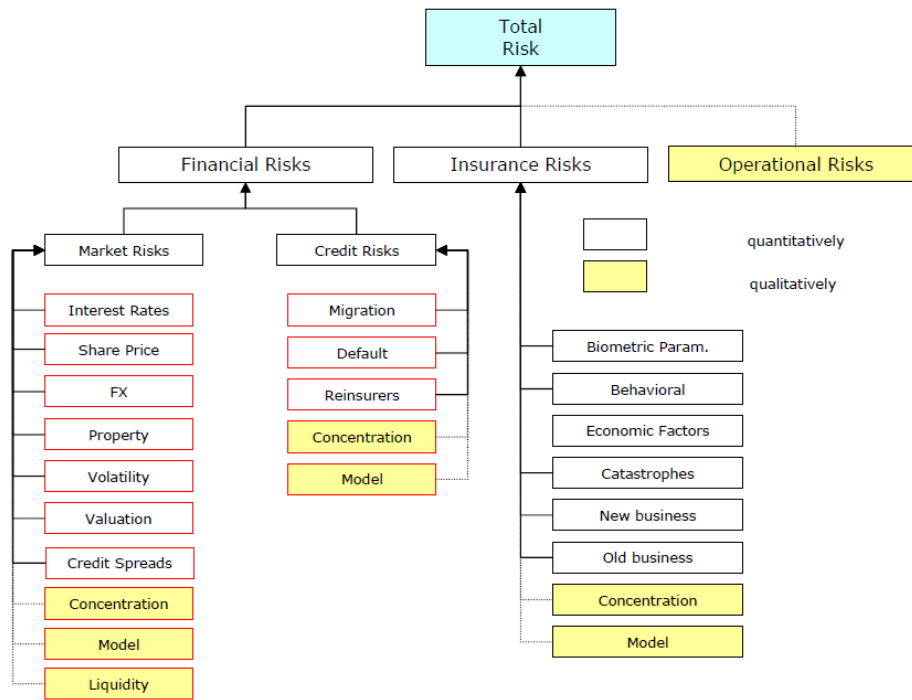 Total
Risk
Financial Risks
Insurance Risks
Operational Risks
Market Risks
Credit Risks
quantitatively
qualitatively
Interest Rates
Share Price
FX
Property
Volatility
Valuation
Credit Spreads
Concentration
Model
Liquidity
Migration
Default
Reinsurers
Concentration
Model
Biometric Param.
Behavioral
Economic Factors
Catastrophes
New business
Old business
Concentration
Model